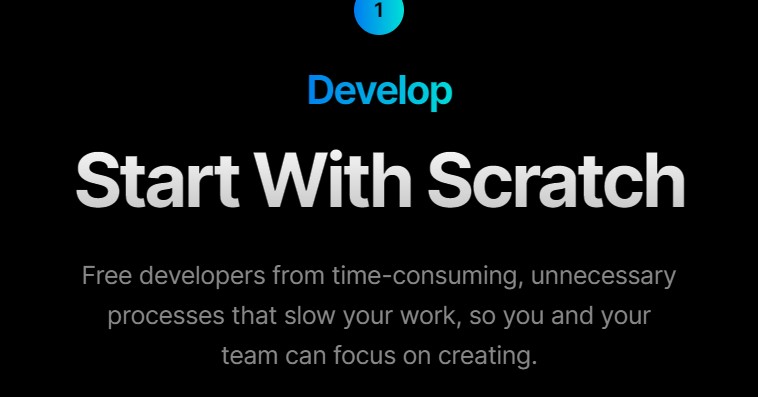 1
Develop
Start With Scratch
Free developers from time-consuming, unnecessary
processes that slow your work, so you and your
team can focus on creating.